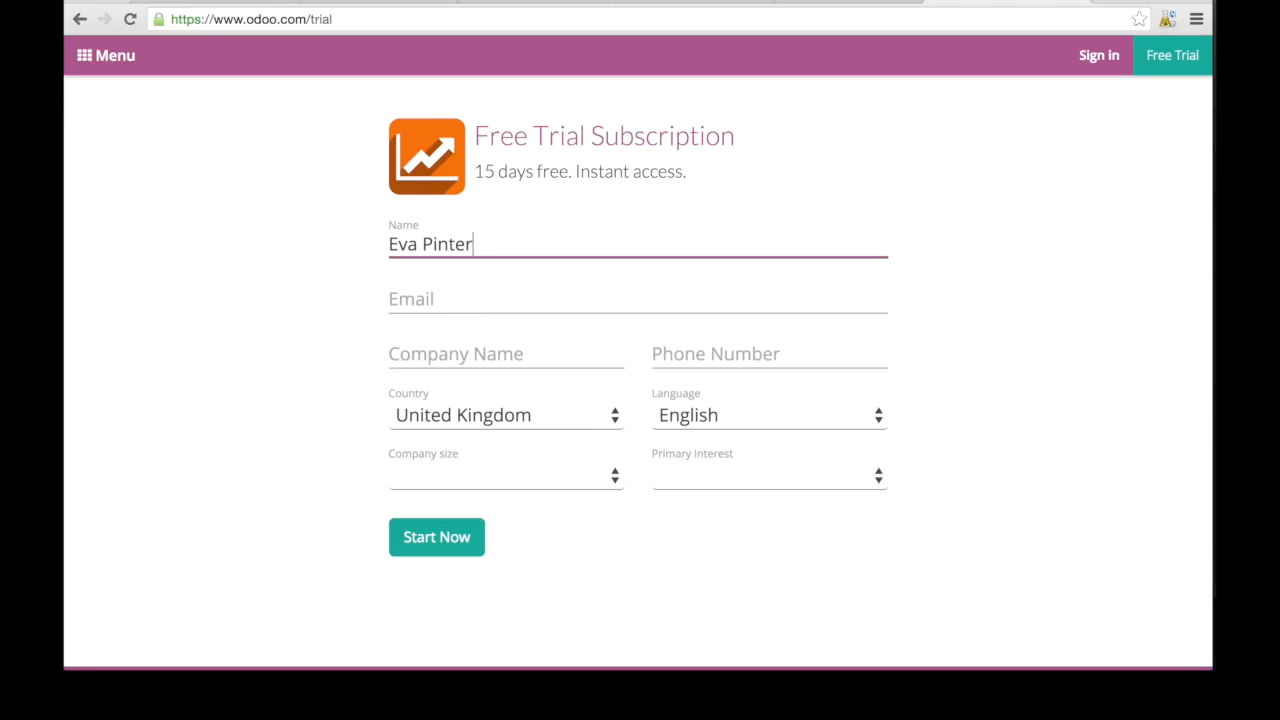 https://www.odoo.com/trial
Menu
Sign in
Free Trial
Free Trial Subscription
15 days free. Instant access.
Name
Eva Pinter
Email
Company Name
Phone Number
Country
Language
United Kingdom
English
Company size
Primary Interest
Start Now